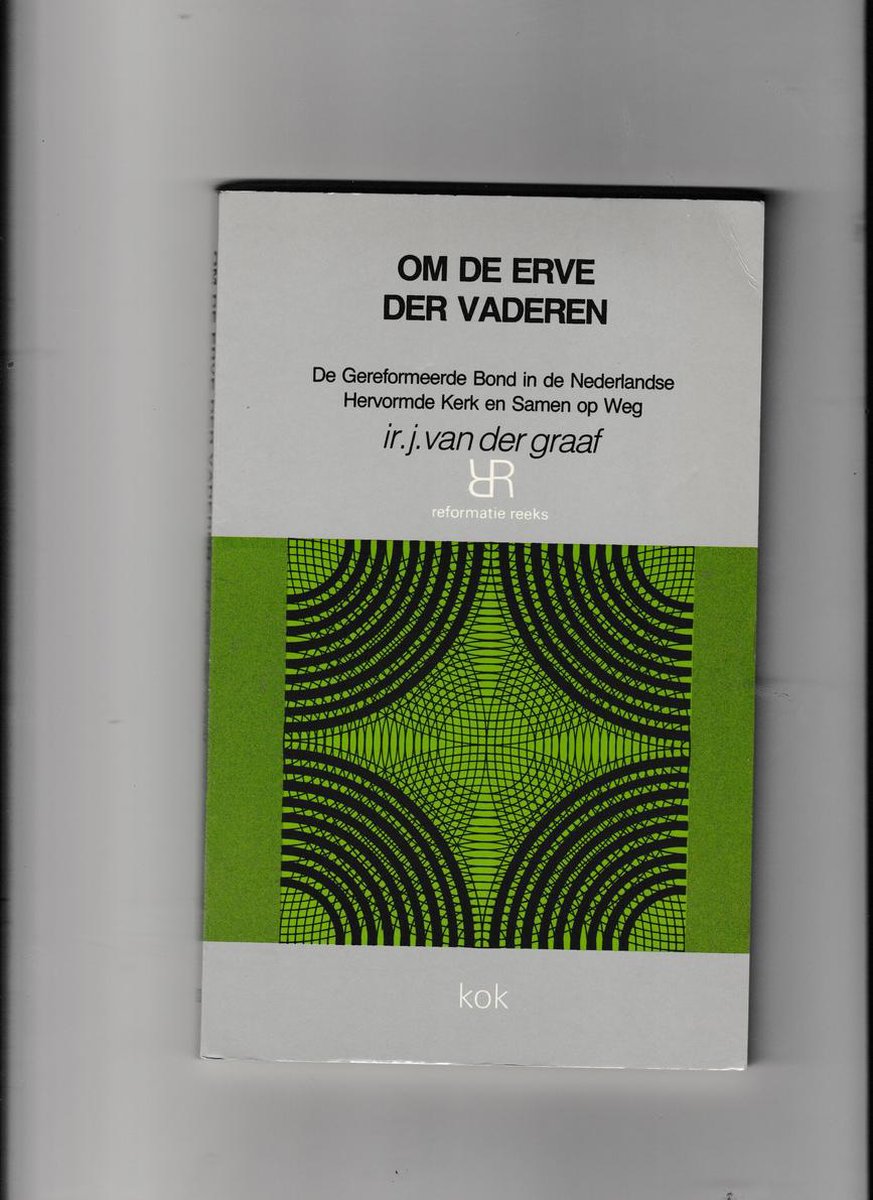 OM DE ERVE
DER VADEREN
De Gereformeerde Bond in de Nederlandse
Hervormde Kerk en Samen op Weg
ir. j. van der graaf
reformatie reeks
kok